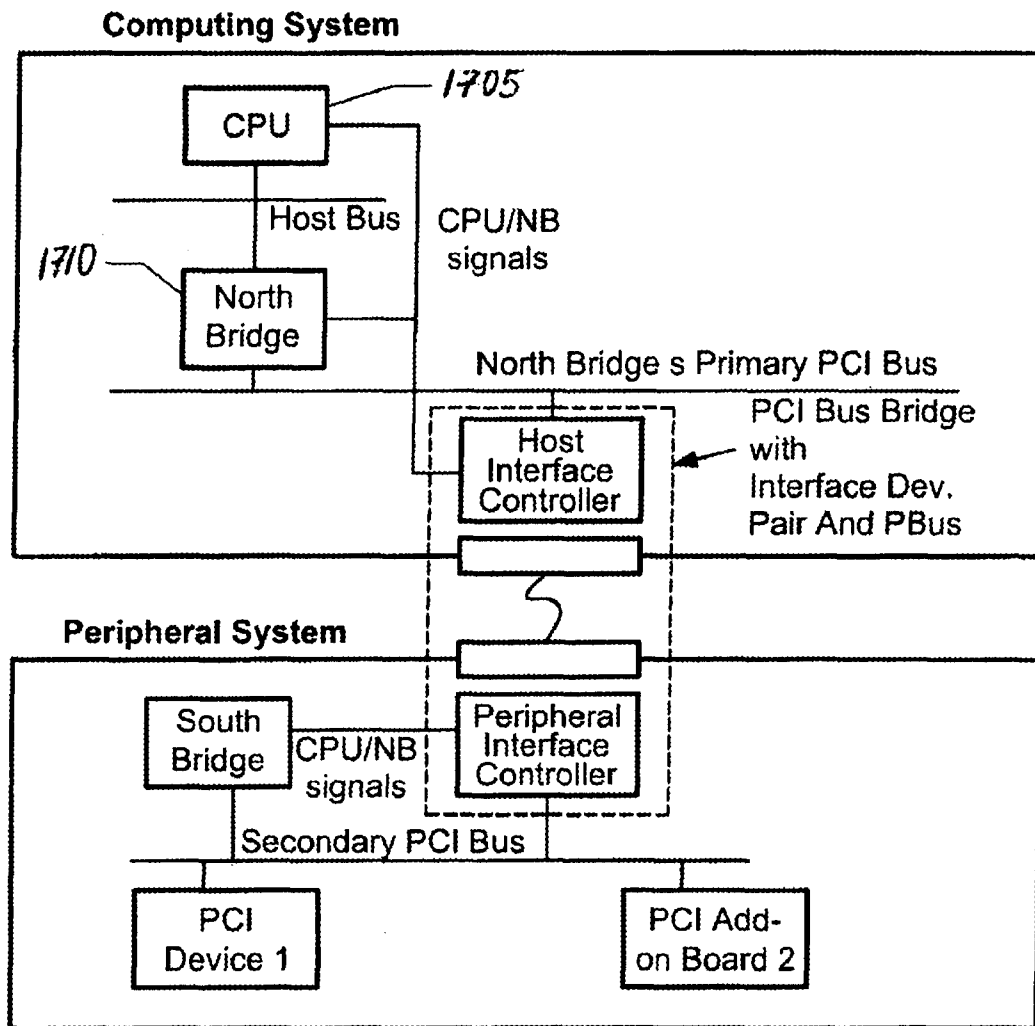 Computing System
1705
CPU
Host Bus
CPU/NB
signals
1710
North
Bridge
North Bridge s Primary PCI Bus
Host
Interface
Controller
PCI Bus Bridge
with
Interface Dev.
Pair And PBus
Peripheral System
South
Bridge
CPU/NB
signals
Peripheral
Interface
Controller
Secondary PCI Bus
PCI
Device 1
PCI Add-
on Board 2